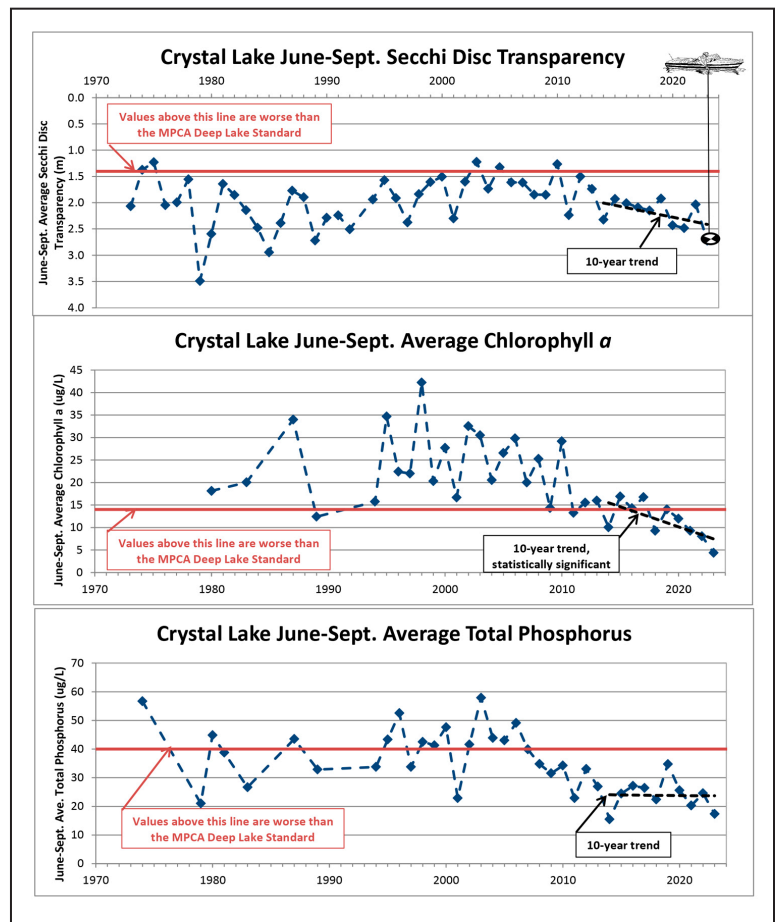 Crystal Lake June-Sept. Secchi Disc Transparency
1970 1980 1990 2000 2010 2020
0.0
0.5
1.0
1.5
2.0
2.5
3.0
3.5
4.0
June-Sept. Average Secchi Disc
Transparency (m)
Values above this line are worse than
the MPCA Deep Lake Standard
10-year trend
Crystal Lake June-Sept. Average Chlorophyll a
45
40
35
30
25
20
15
10
5
0
June-Sept. Average Chlorophyll a (ug/L)
Values above this line are worse than
the MPCA Deep Lake Standard
10-year trend,
statistically significant
1970 1980 1990 2000 2010 2020
Crystal Lake June-Sept. Average Total Phosphorus
70
60
50
40
30
20
10
0
June-Sept. Ave. Total Phosphorus (ug/L)
Values above this line are worse than
the MPCA Deep Lake Standard
10-year trend
1970 1980 1990 2000 2010 2020